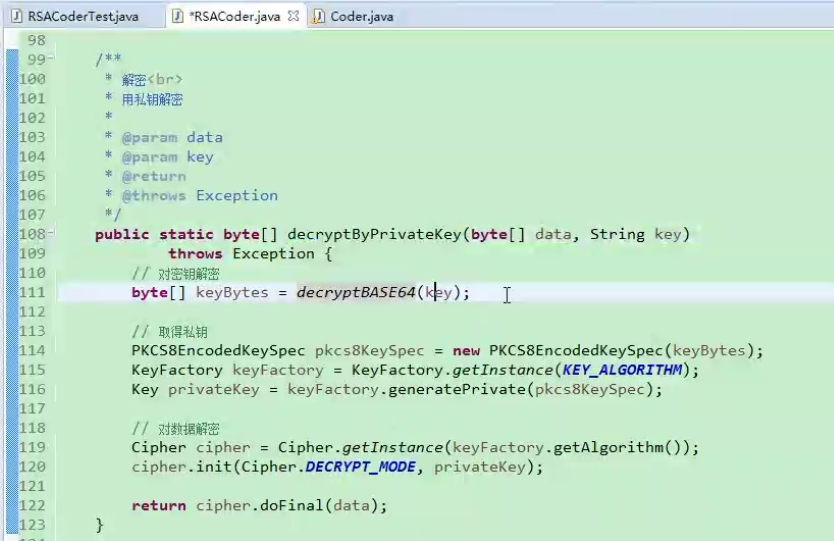 RSACoderTest.java *RSACoder.java Coder.java
98
99 /**
100 * 解密<br>
101 * 用私钥解密
102 *
103 * @param data
104 * @param key
105 * @return
106 * @throws Exception
107 */
108 public static byte[] decryptByPrivateKey(byte[] data, String key)
109 throws Exception {
110 // 对密钥解密
111 byte[] keyBytes = decryptBASE64(key);
112
113 // 取得私钥
114 PKCS8EncodedKeySpec pkcs8KeySpec = new PKCS8EncodedKeySpec(keyBytes);
115 KeyFactory keyFactory = KeyFactory.getInstance(KEY_ALGORITHM);
116 Key privateKey = keyFactory.generatePrivate(pkcs8KeySpec);
117
118 // 对数据解密
119 Cipher cipher = Cipher.getInstance(keyFactory.getAlgorithm());
120 cipher.init(Cipher.DECRYPT_MODE, privateKey);
121
122 return cipher.doFinal(data);
123 }